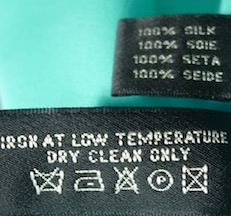 100% SILK
100% SOIE
100% SETA
100% SEIDE
IRON AT LOW TEMPERATURE
DRY CLEAN ONLY
P